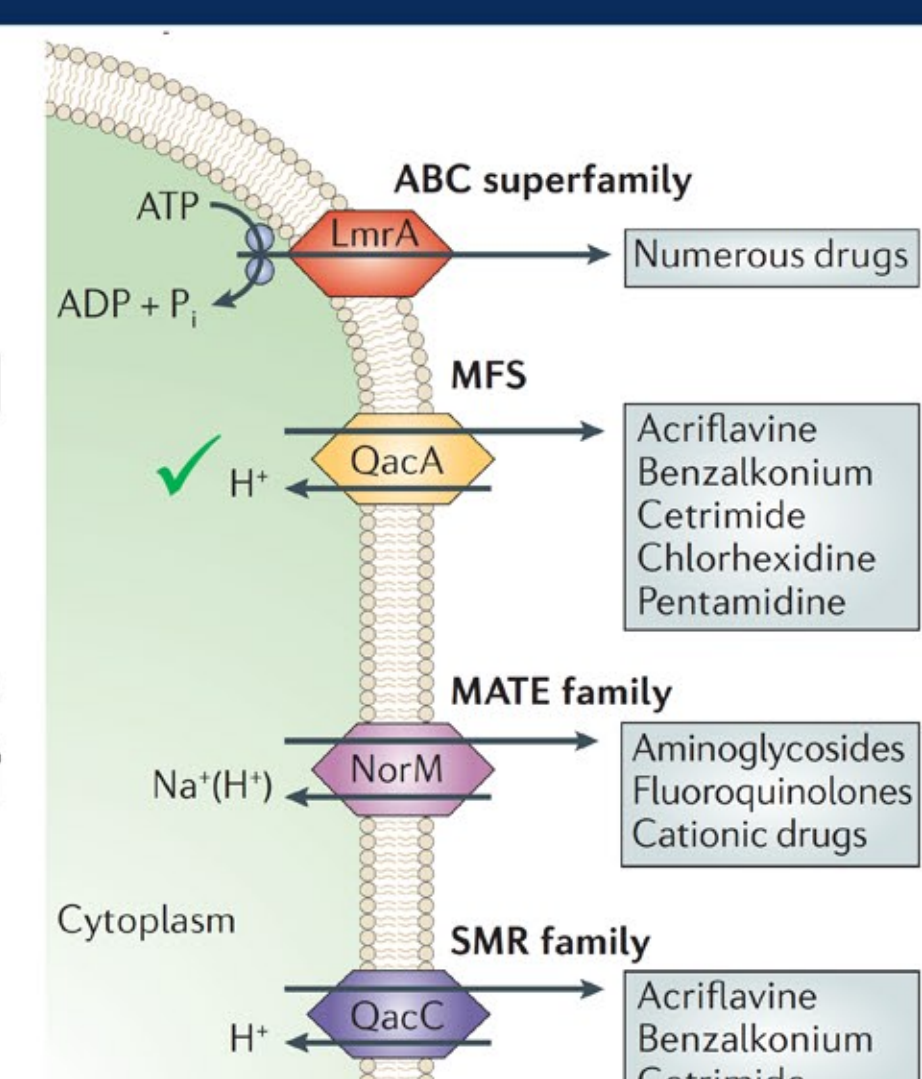 ABC superfamily
ATP
LmrA
Numerous drugs
ADP + Pi
MFS
Acriflavine
Benzalkonium
Cetrimide
Chlorhexidine
Pentamidine
QacA
H⁺
MATE family
Aminoglycosides
Fluoroquinolones
Cationic drugs
NorM
Na⁺(H⁺)
Cytoplasm
SMR family
Acriflavine
Benzalkonium
Cetrimide
QacC
H⁺